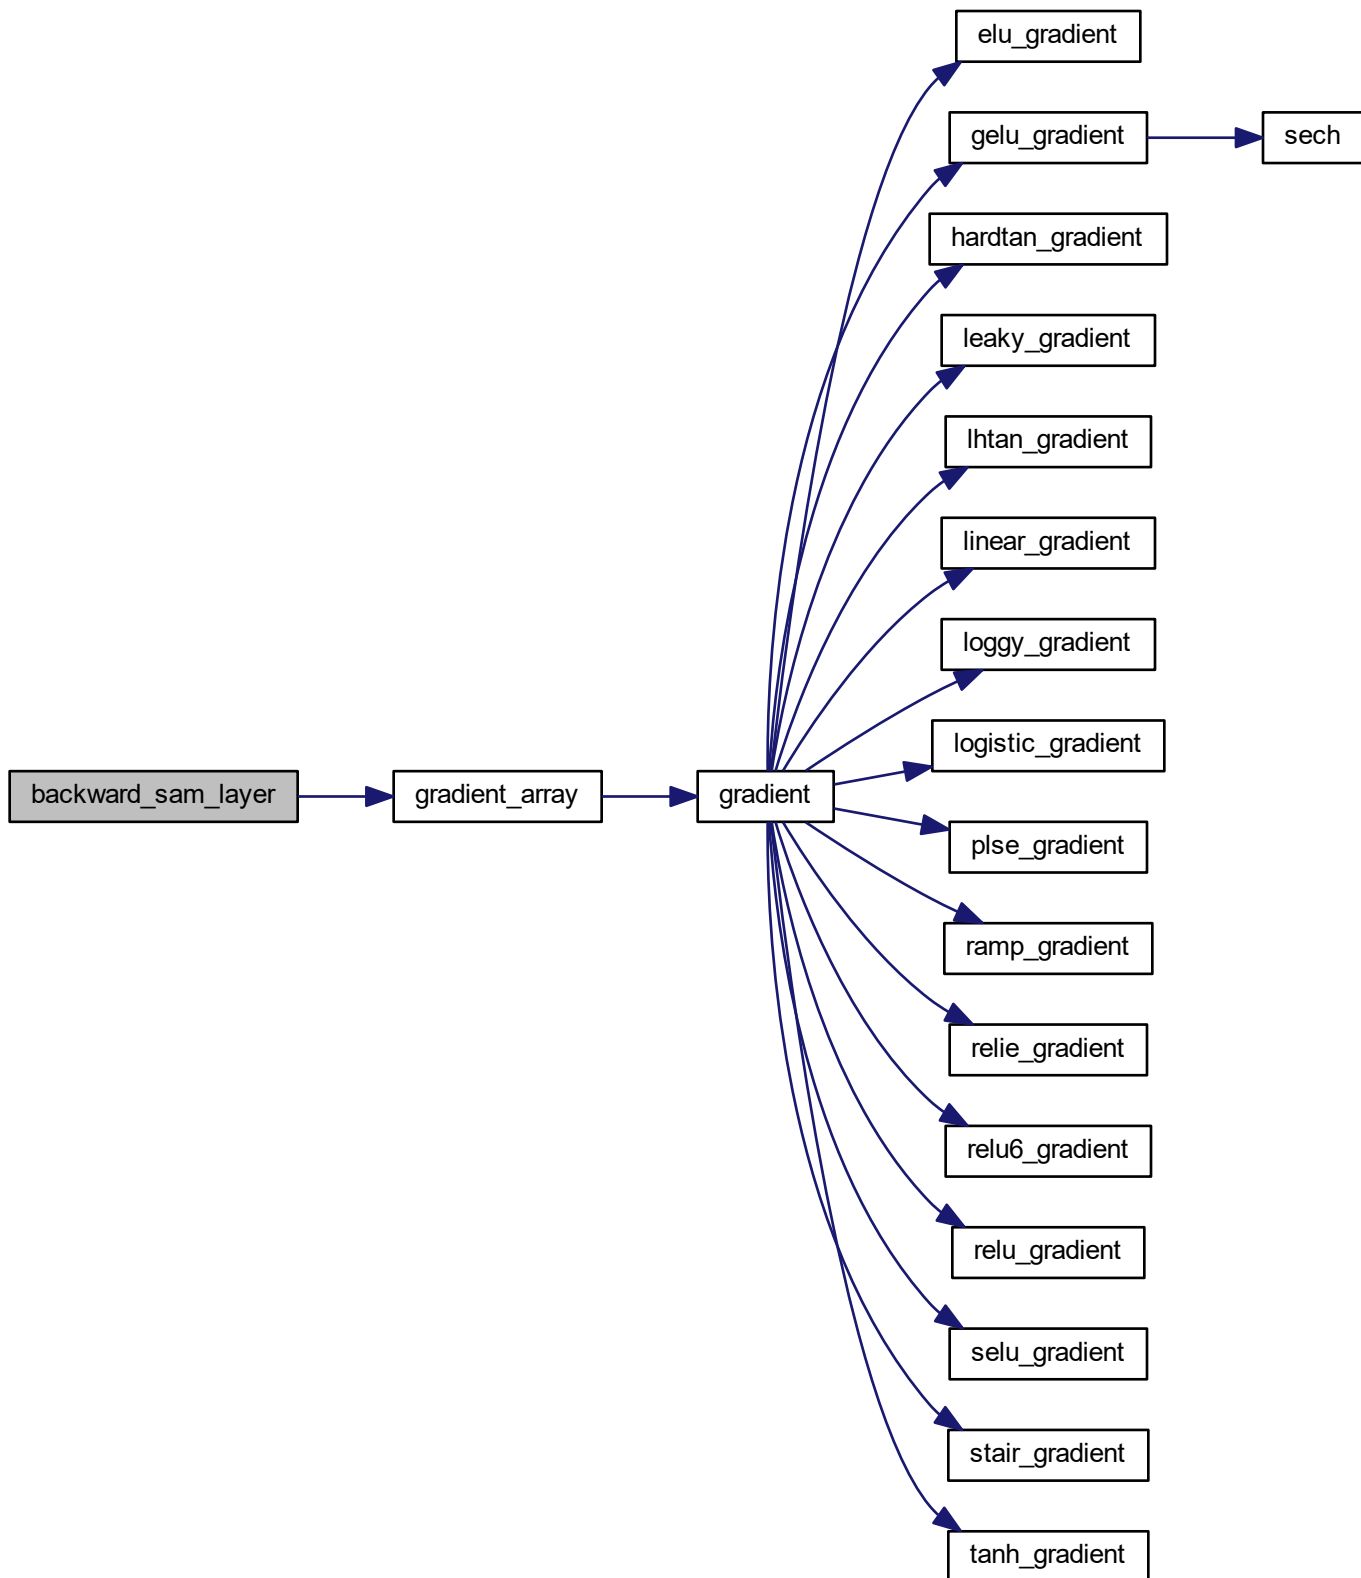 elu_gradient
gelu_gradient
sech
hardtan_gradient
leaky_gradient
lhtan_gradient
linear_gradient
loggy_gradient
logistic_gradient
backward_sam_layer
gradient_array
gradient
plse_gradient
ramp_gradient
relie_gradient
relu6_gradient
relu_gradient
selu_gradient
stair_gradient
tanh_gradient